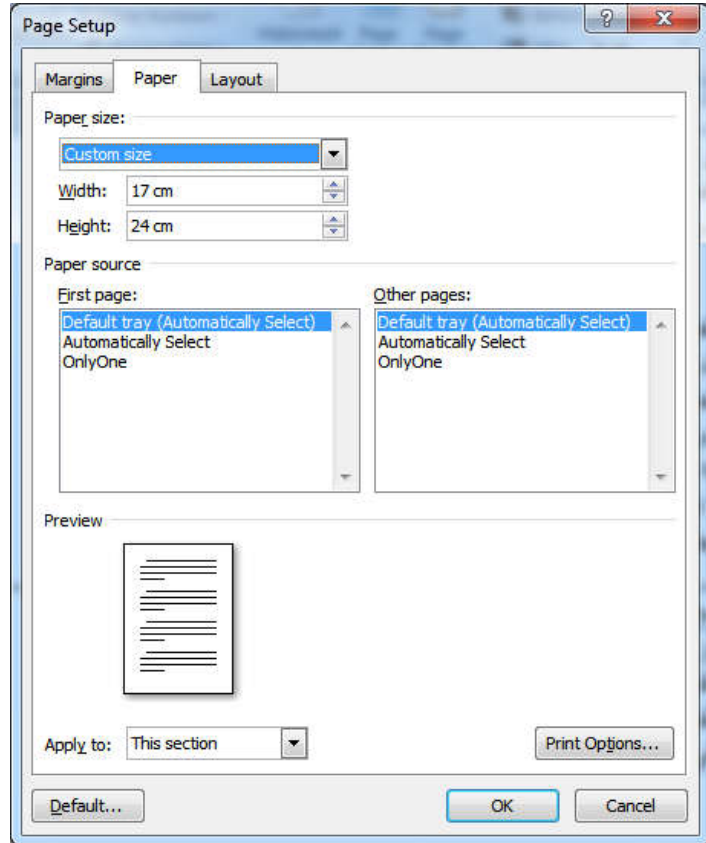 Page Setup
Margins Paper Layout
Paper size:
Custom size
Width: 17 cm
Height: 24 cm
Paper source
First page: Other pages:
Default tray (Automatically Select) Default tray (Automatically Select)
Automatically Select Automatically Select
OnlyOne OnlyOne
Preview
Apply to: This section Print Options...
Default... OK Cancel